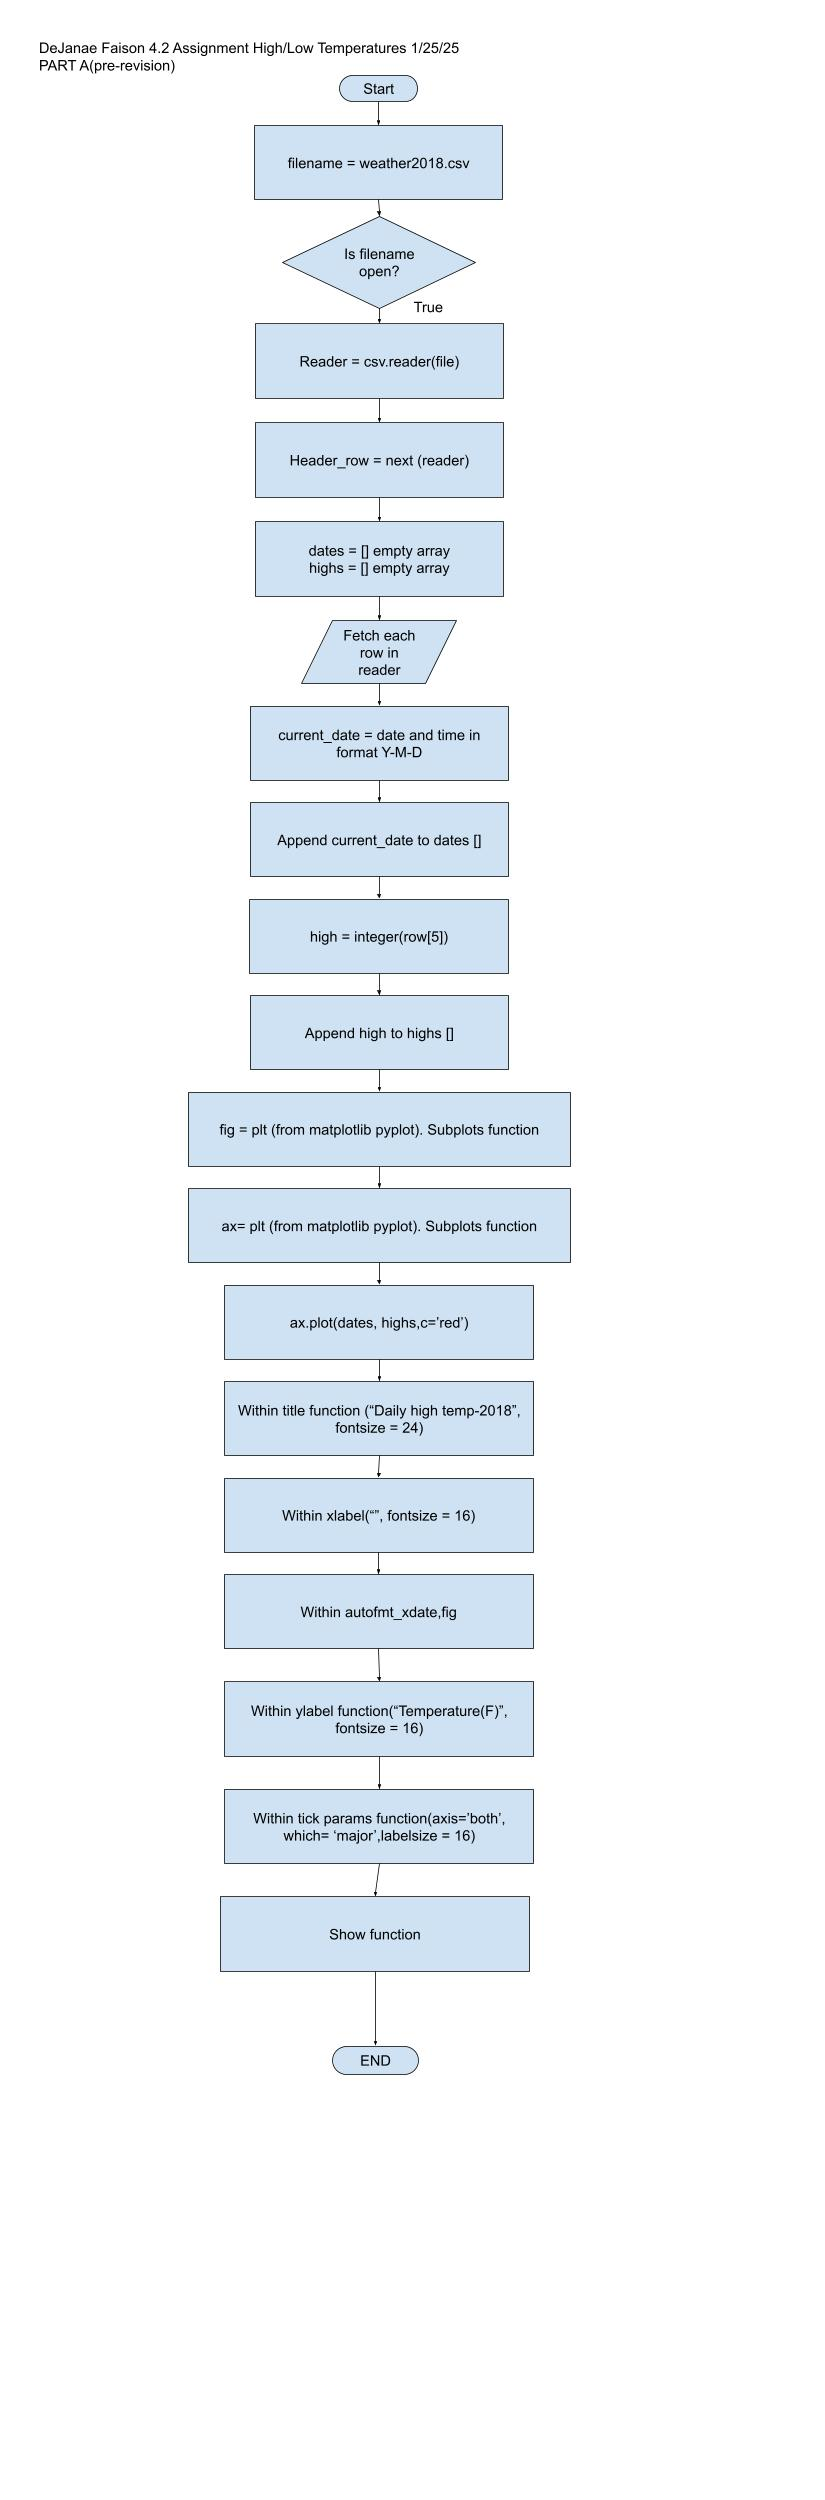 DeJanae Faison 4.2 Assignment High/Low Temperatures 1/25/25
PART A(pre-revision)
Start
filename = weather2018.csv
Is filename
open?
True
Reader = csv.reader(file)
Header_row = next (reader)
dates = [] empty array
highs = [] empty array
Fetch each
row in
reader
current_date = date and time in
format Y-M-D
Append current_date to dates []
high = integer(row[5])
Append high to highs []
fig = plt (from matplotlib pyplot). Subplots function
ax= plt (from matplotlib pyplot). Subplots function
ax.plot(dates, highs,c=’red’)
Within title function (“Daily high temp-2018”,
fontsize = 24)
Within xlabel(“”, fontsize = 16)
Within autofmt_xdate,fig
Within ylabel function(“Temperature(F)”,
fontsize = 16)
Within tick params function(axis=’both’,
which= ‘major’,labelsize = 16)
Show function
END